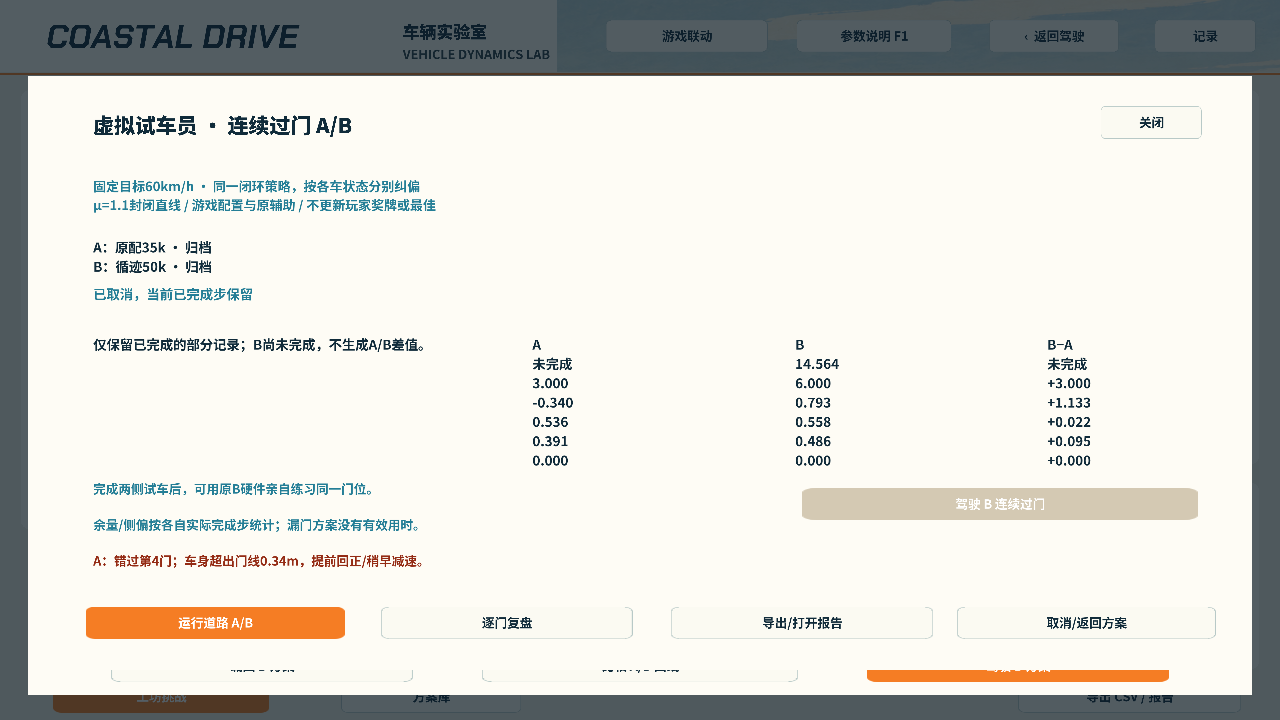 COASTAL DRIVE
车辆实验室
VEHICLE DYNAMICS LAB
游戏联动
参数说明 F1
‹ 返回驾驶
记录
虚拟试车员 · 连续过门 A/B
关闭
固定目标60km/h · 同一闭环策略，按各车状态分别纠偏
μ=1.1封闭直线 / 游戏配置与原辅助 / 不更新玩家奖牌或最佳
A：原配35k · 归档
B：循迹50k · 归档
已取消，当前已完成步保留
仅保留已完成的部分记录；B尚未完成，不生成A/B差值。
A B B−A
未完成 14.564 未完成
3.000 6.000 +3.000
-0.340 0.793 +1.133
0.536 0.558 +0.022
0.391 0.486 +0.095
0.000 0.000 +0.000
完成两侧试车后，可用原B硬件亲自练习同一门位。
驾驶 B 连续过门
余量/侧偏按各自实际完成步统计；漏门方案没有有效用时。
A：错过第4门；车身超出门线0.34m，提前回正/稍早减速。
运行道路 A/B
逐门复盘
导出/打开报告
取消/返回方案
工坊挑战
方案库
导出 CSV / 报告